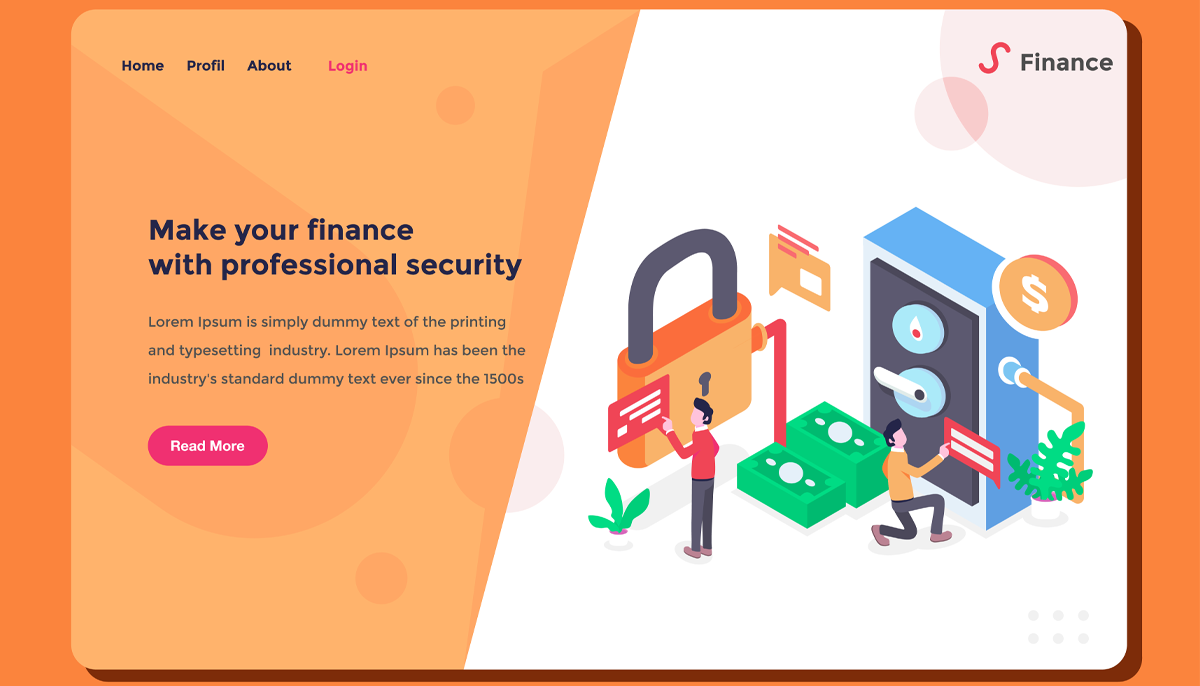 Home Profil About Login
Finance
Make your finance
with professional security
Lorem Ipsum is simply dummy text of the printing
and typesetting  industry. Lorem Ipsum has been the
industry's standard dummy text ever since the 1500s
Read More
$